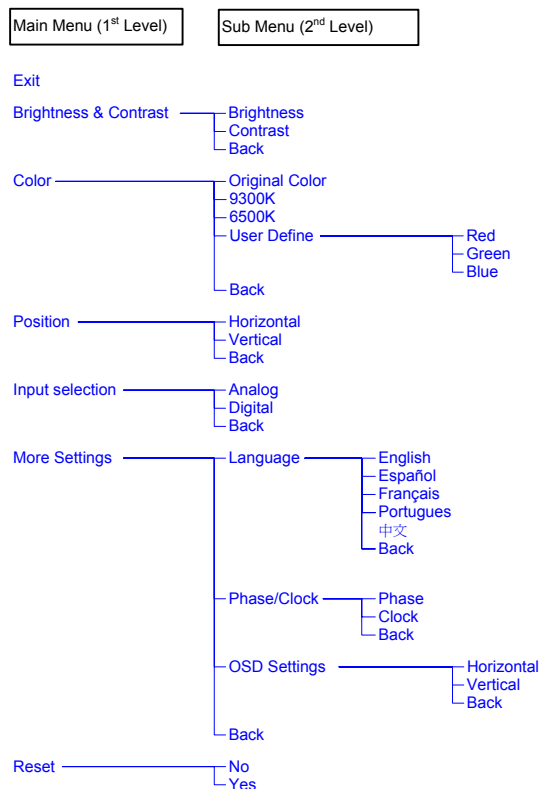 Main Menu (1st Level) Sub Menu (2nd Level)
Exit
Brightness & Contrast Brightness
Contrast
Back
Color Original Color
9300K
6500K
User Define Red
Green
Blue
Back
Position Horizontal
Vertical
Back
Input selection Analog
Digital
Back
More Settings Language English
Español
Français
Portugues
中文
Back
Phase/Clock Phase
Clock
Back
OSD Settings Horizontal
Vertical
Back
Back
Reset No
Yes